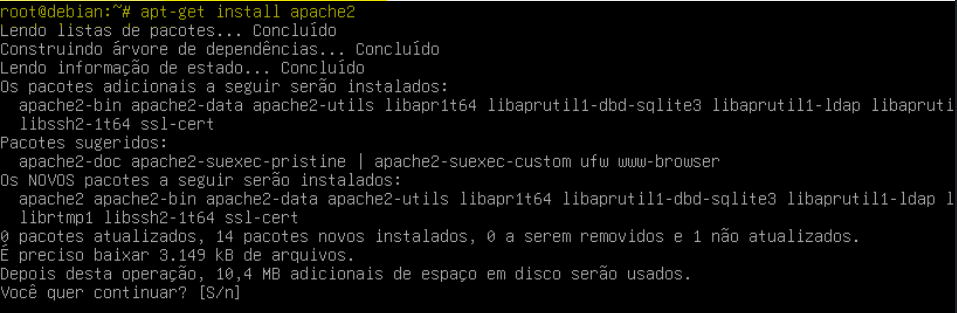 root@debian:~# apt-get install apache2
Lendo listas de pacotes... Concluído
Construindo árvore de dependências... Concluído
Lendo informação de estado... Concluído
Os pacotes adicionais a seguir serão instalados:
apache2-bin apache2-data apache2-utils libapr1t64 libaprutil1-dbd-sqlite3 libaprutil1-ldap libapruti
libssh2-1t64 ssl-cert
Pacotes sugeridos:
apache2-doc apache2-suexec-pristine | apache2-suexec-custom ufw www-browser
Os NOVOS pacotes a seguir serão instalados:
apache2 apache2-bin apache2-data apache2-utils libapr1t64 libaprutil1-dbd-sqlite3 libaprutil1-ldap l
librtmp1 libssh2-1t64 ssl-cert
0 pacotes atualizados, 14 pacotes novos instalados, 0 a serem removidos e 1 não atualizados.
É preciso baixar 3.149 kB de arquivos.
Depois desta operação, 10,4 MB adicionais de espaço em disco serão usados.
Você quer continuar? [S/n]